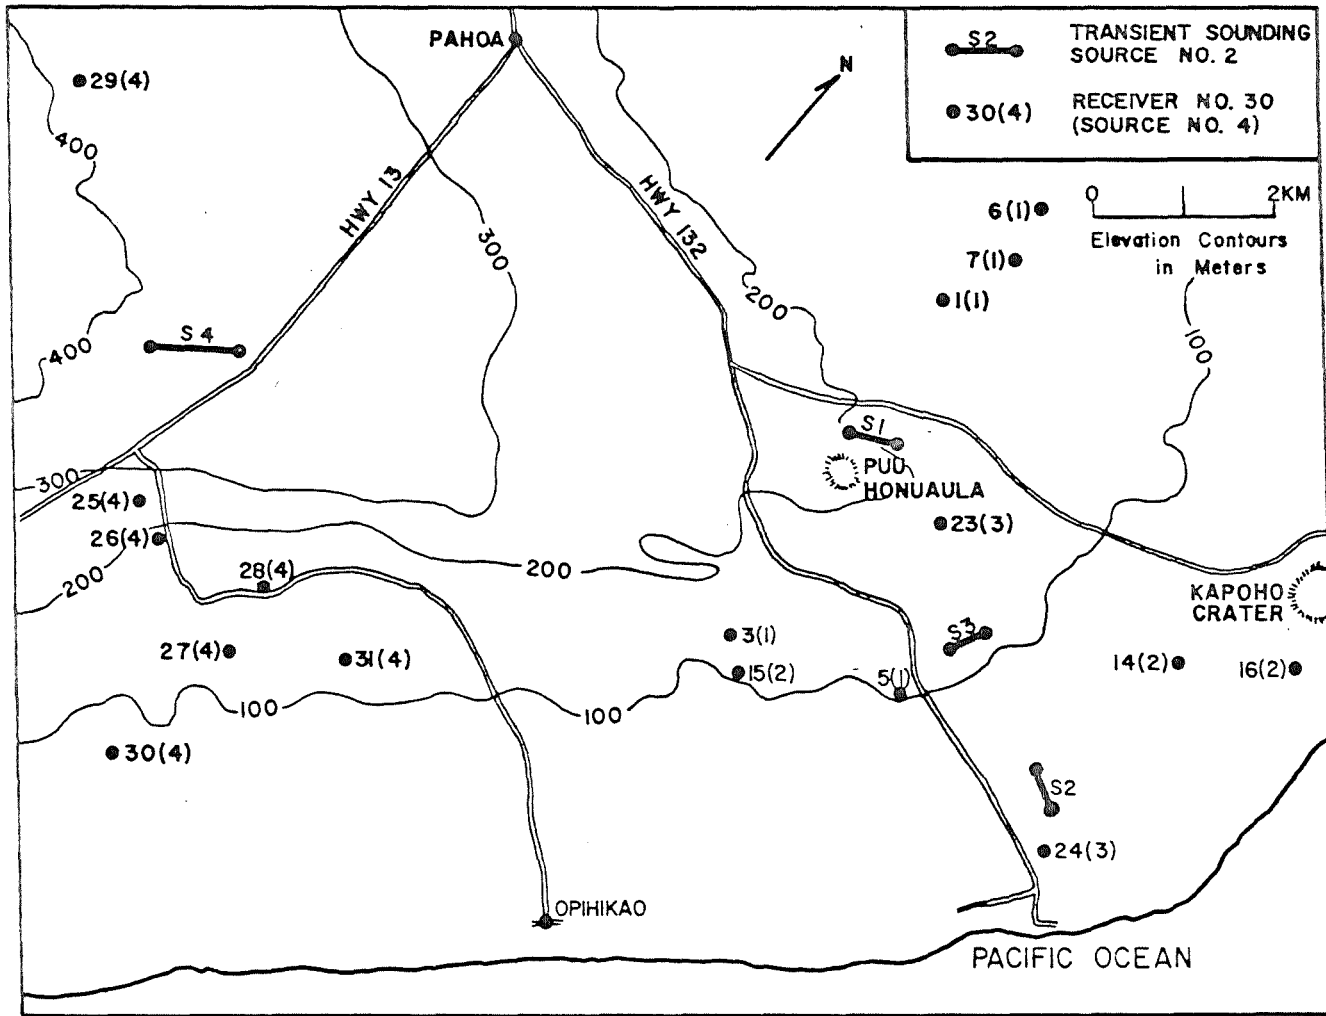 PAHOA
S2
TRANSIENT SOUNDING
SOURCE NO. 2
30(4)
RECEIVER NO. 30
(SOURCE NO. 4)
N
29(4)
400
HWY 13
300
HWY 132
200
6(1)
7(1)
1(1)
0
2KM
Elevation Contours
in Meters
100
400
S4
S1
PUU
HONUAULA
300
25(4)
26(4)
23(3)
200
28(4)
200
KAPOHO
CRATER
27(4)
31(4)
3(1)
15(2)
S3
5(1)
14(2)
16(2)
100
100
30(4)
S2
24(3)
OPIHIKAO
PACIFIC OCEAN